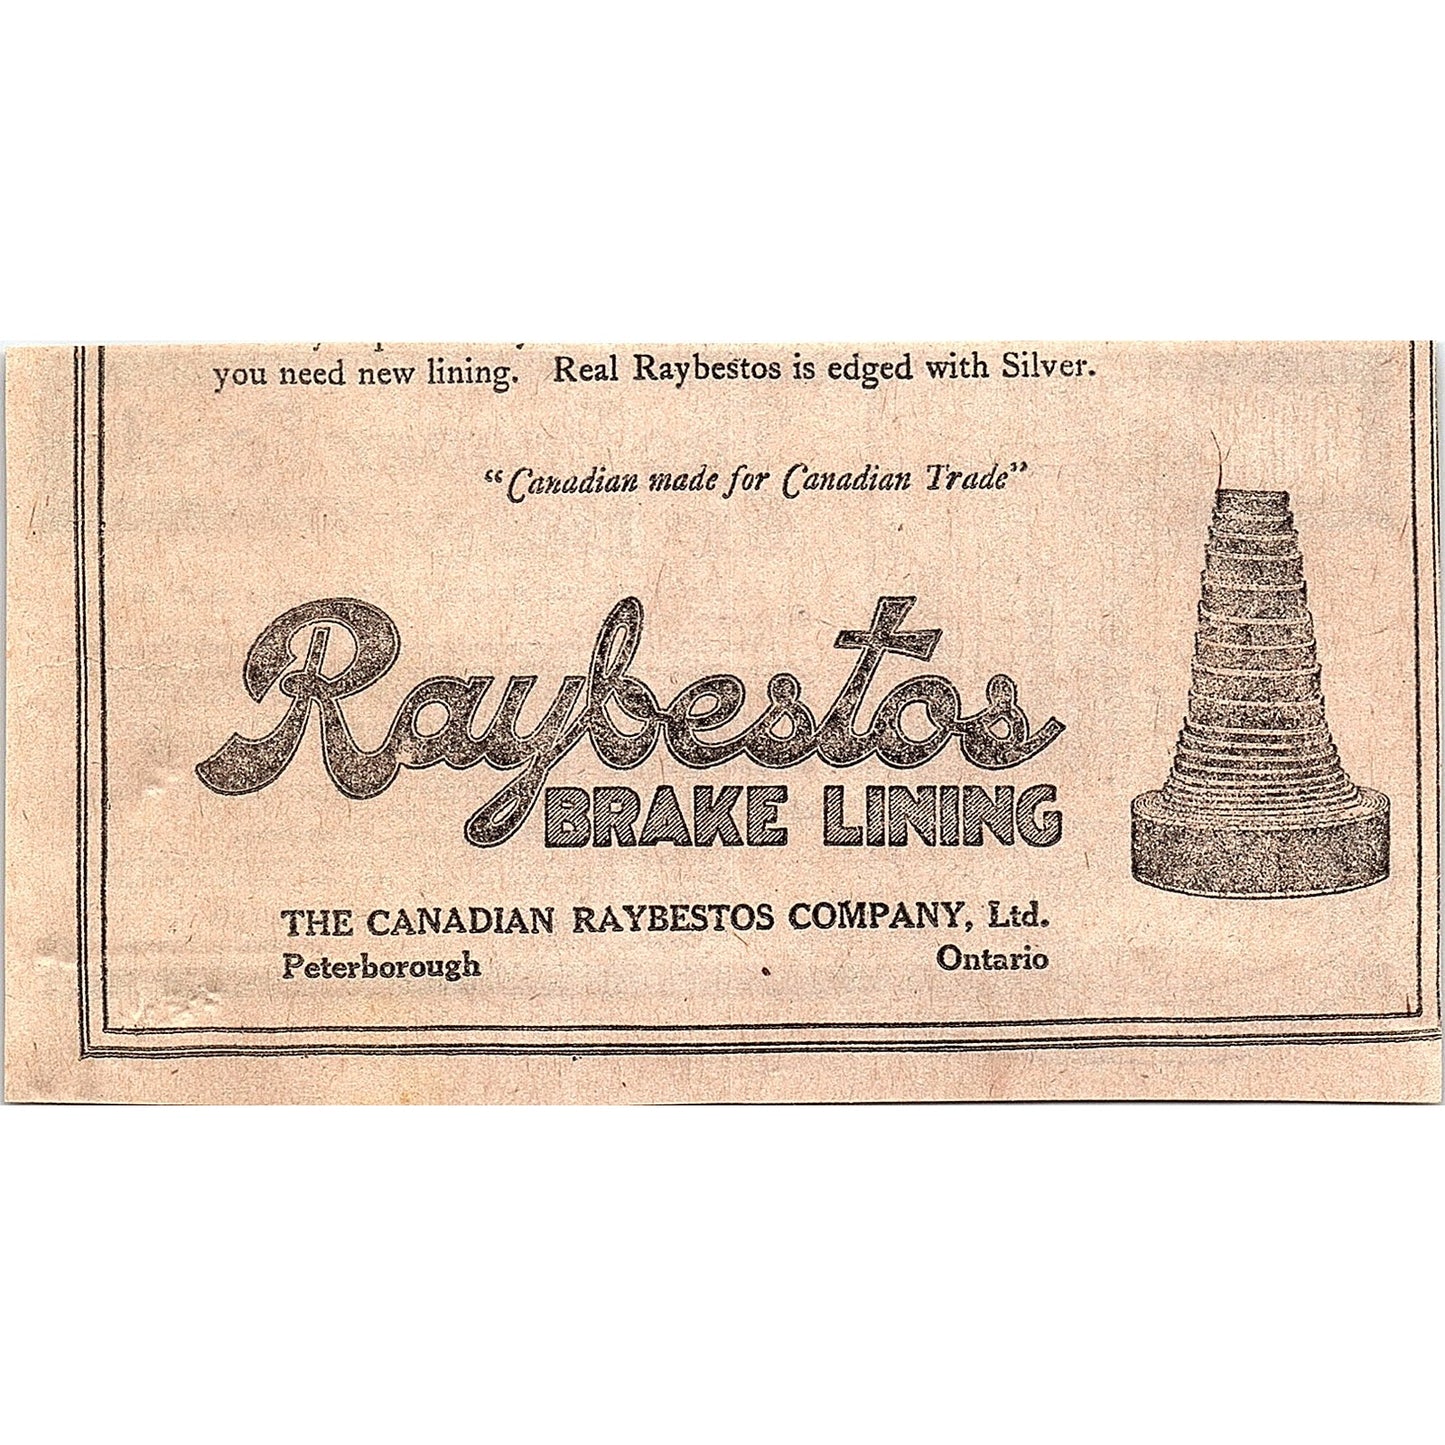 you need new lining. Real Raybestos is edged with Silver.
“Canadian made for Canadian Trade”
Raybestos
BRAKE LINING
THE CANADIAN RAYBESTOS COMPANY, Ltd.
Peterborough Ontario